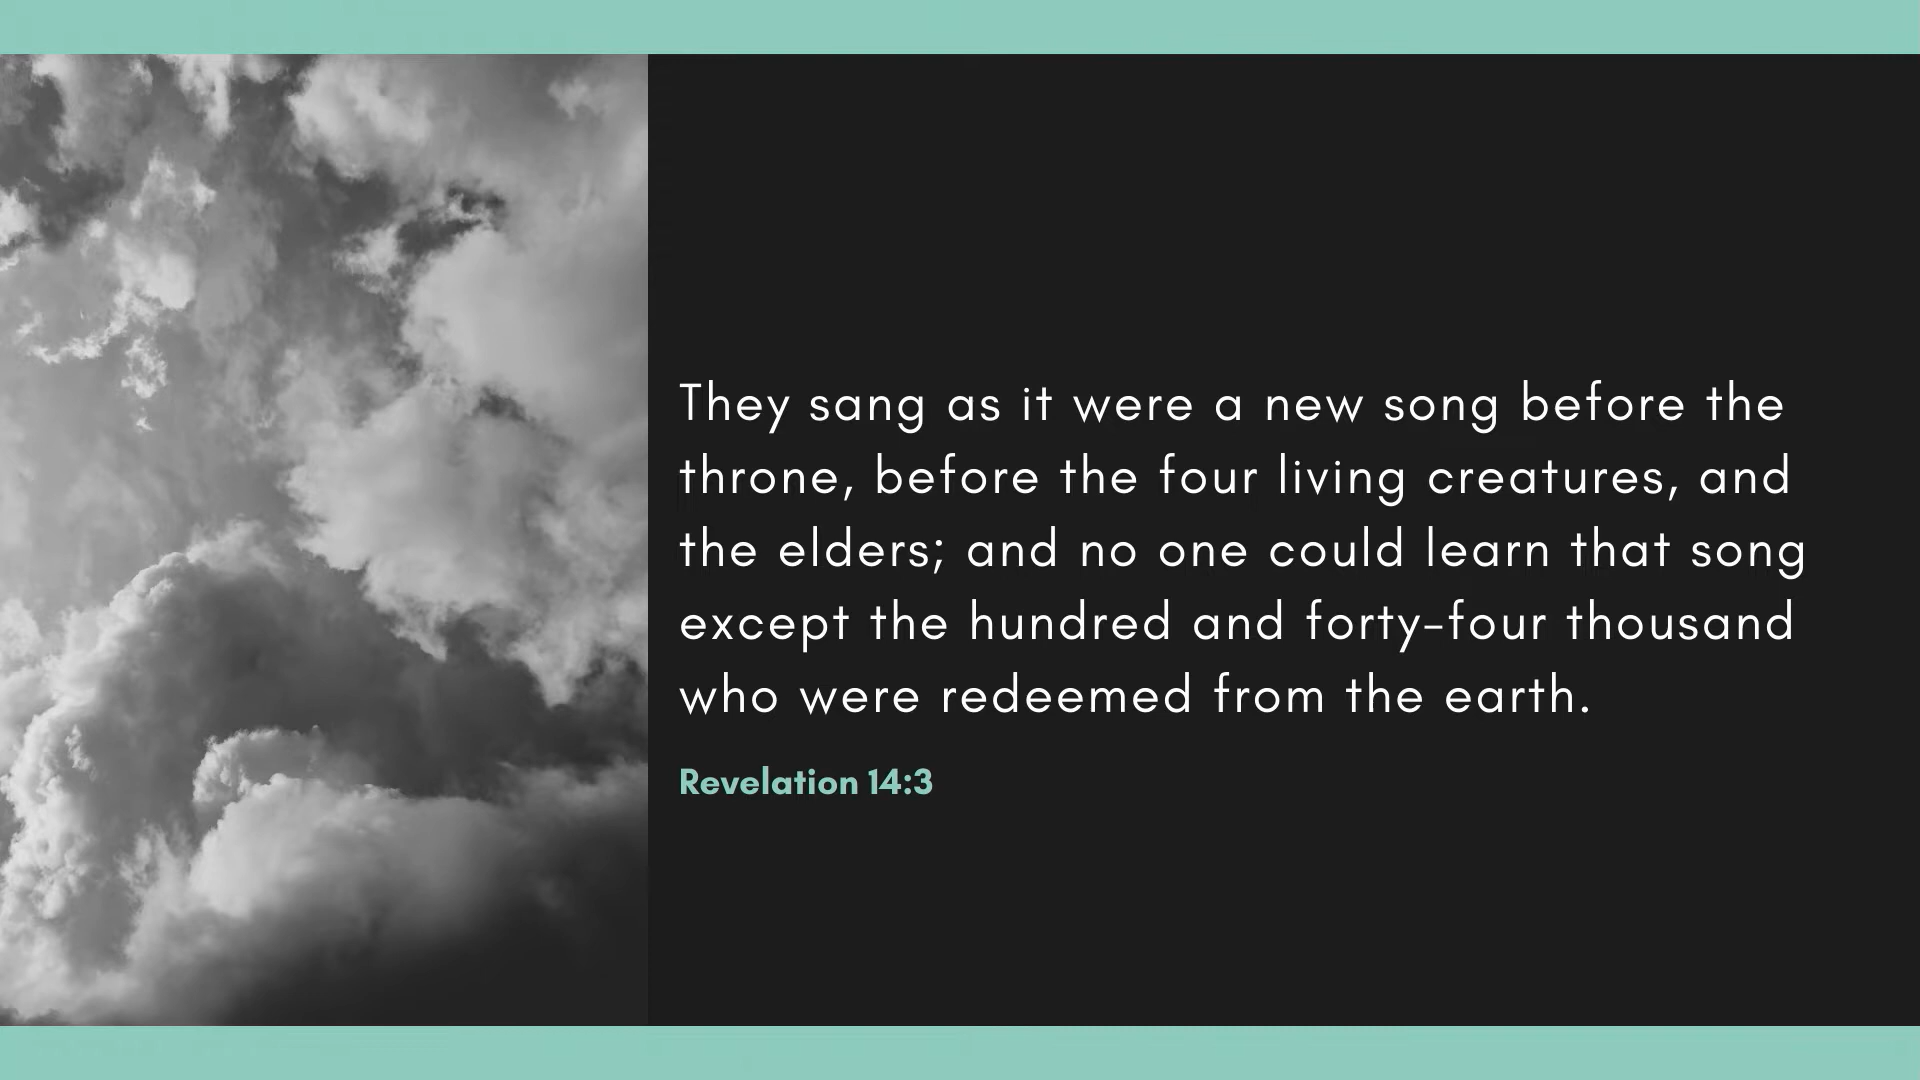 They sang as it were a new song before the
throne, before the four living creatures, and
the elders; and no one could learn that song
except the hundred and forty-four thousand
who were redeemed from the earth.
Revelation 14:3